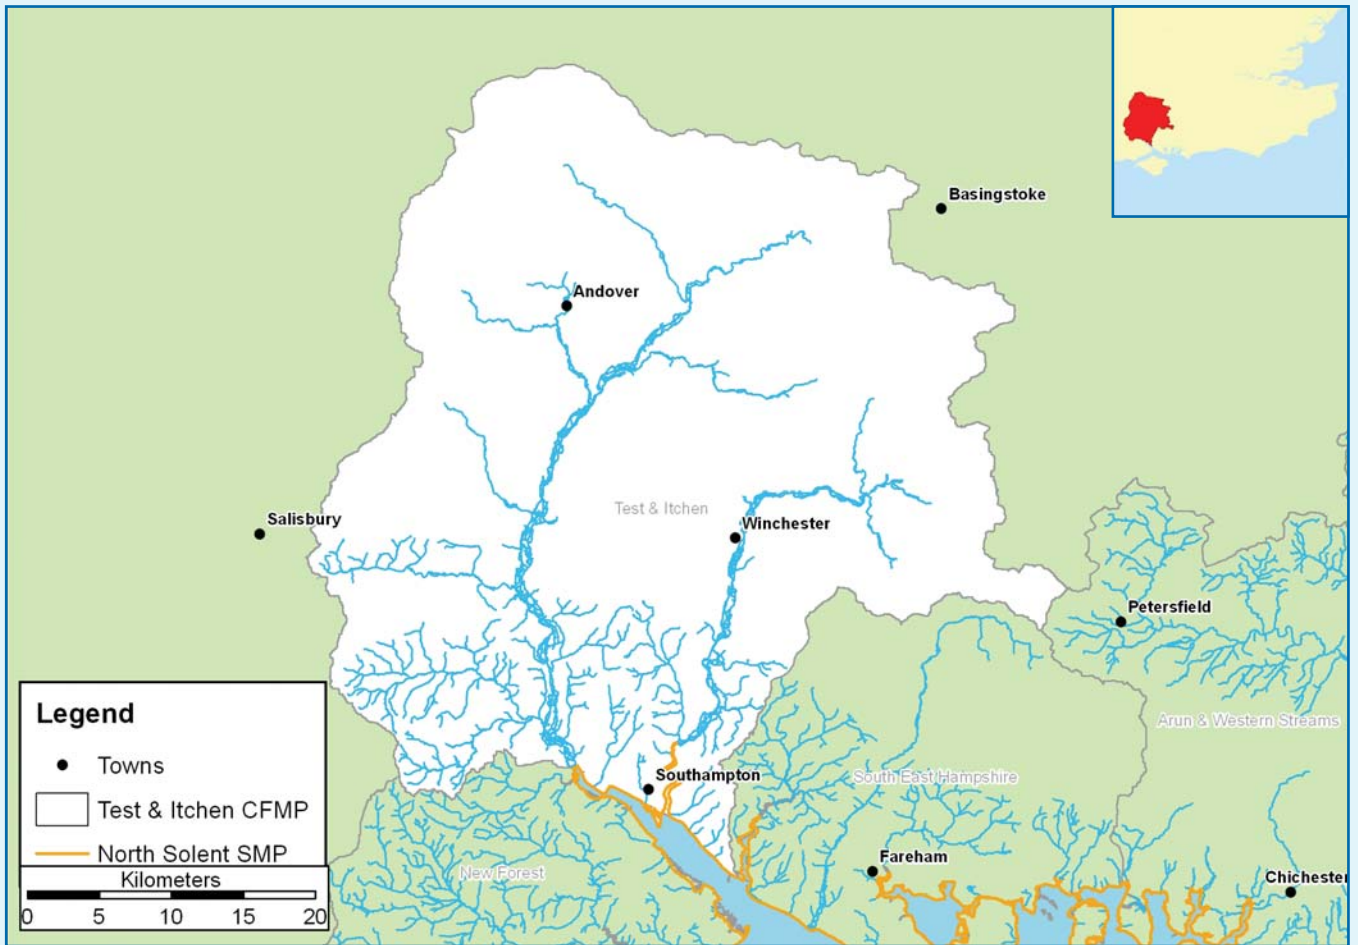 Basingstoke
Andover
Salisbury
Test & Itchen
Winchester
Petersfield
Arun & Western Streams
Southampton
South East Hampshire
Fareham
New Forest
Chichester
Legend
Towns
Test & Itchen CFMP
North Solent SMP
Kilometers
0 5 10 15 20